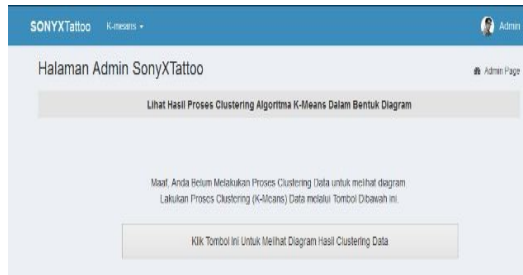 SONYXTattoo K-means
Admin
Halaman Admin SonyXTattoo
Admin Page
Lihat Hasil Proses Clustering Algoritma K-Means Dalam Bentuk Diagram
Maaf, Anda Belum Melakukan Proses Clustering Data untuk melihat diagram
Lakukan Proses Clustering (K-Means) Data melalui Tombol Dibawah ini.
Klik Tombol Ini Untuk Melihat Diagram Hasil Clustering Data